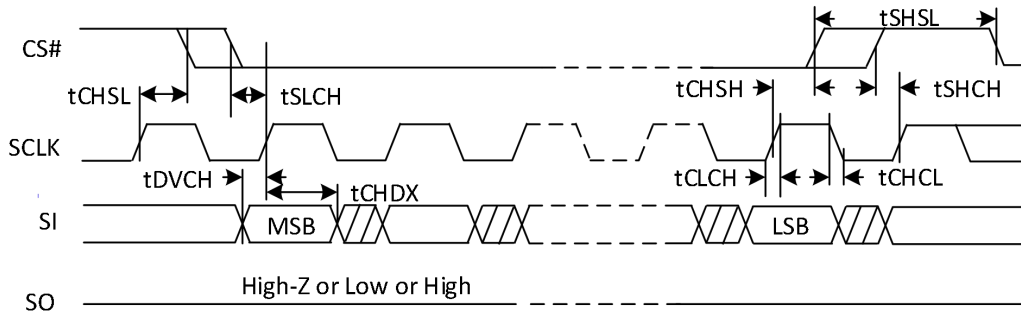 tSHSL
CS#
tCHSL
tSLCH
tCHSH
tSHCH
SCLK
tDVCH
tCHDX
tCLCH
tCHCL
SI
MSB
LSB
High-Z or Low or High
SO